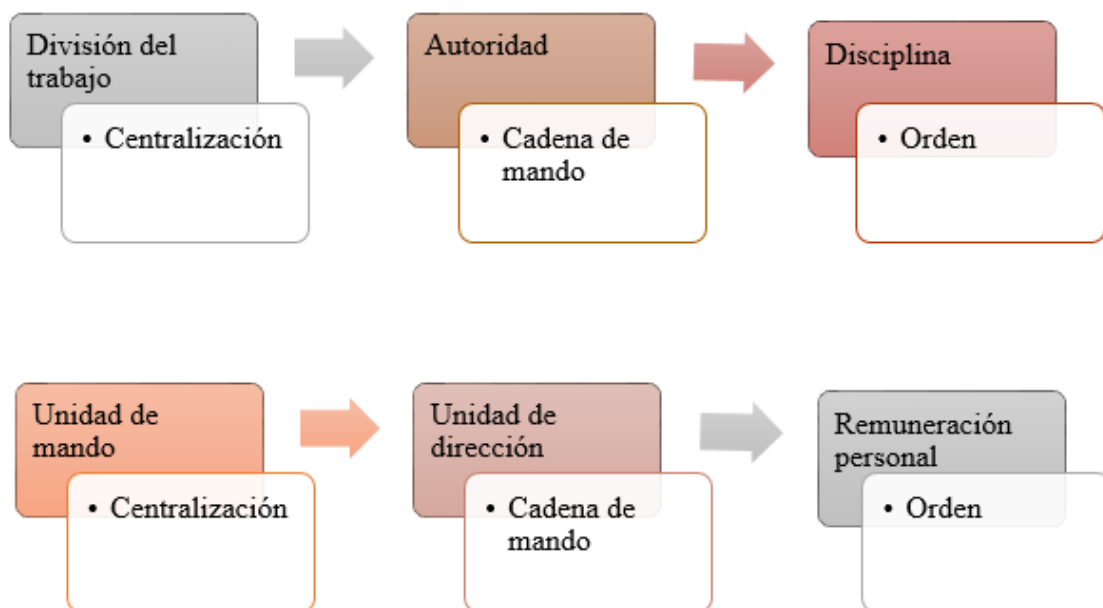 División del
trabajo
• Centralización
Autoridad
• Cadena de
mando
Disciplina
• Orden
Unidad de
mando
• Centralización
Unidad de
dirección
• Cadena de
mando
Remuneración
personal
• Orden